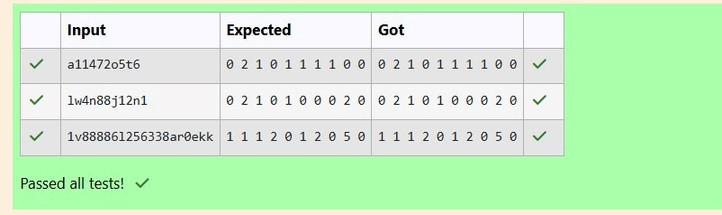 Input Expected Got
a11472o5t6 0 2 1 0 1 1 1 1 0 0 0 2 1 0 1 1 1 1 0 0
lw4n88j12n1 0 2 1 0 1 0 0 0 2 0 0 2 1 0 1 0 0 0 2 0
1v88886l256338ar0ekk 1 1 1 2 0 1 2 0 5 0 1 1 1 2 0 1 2 0 5 0
Passed all tests!